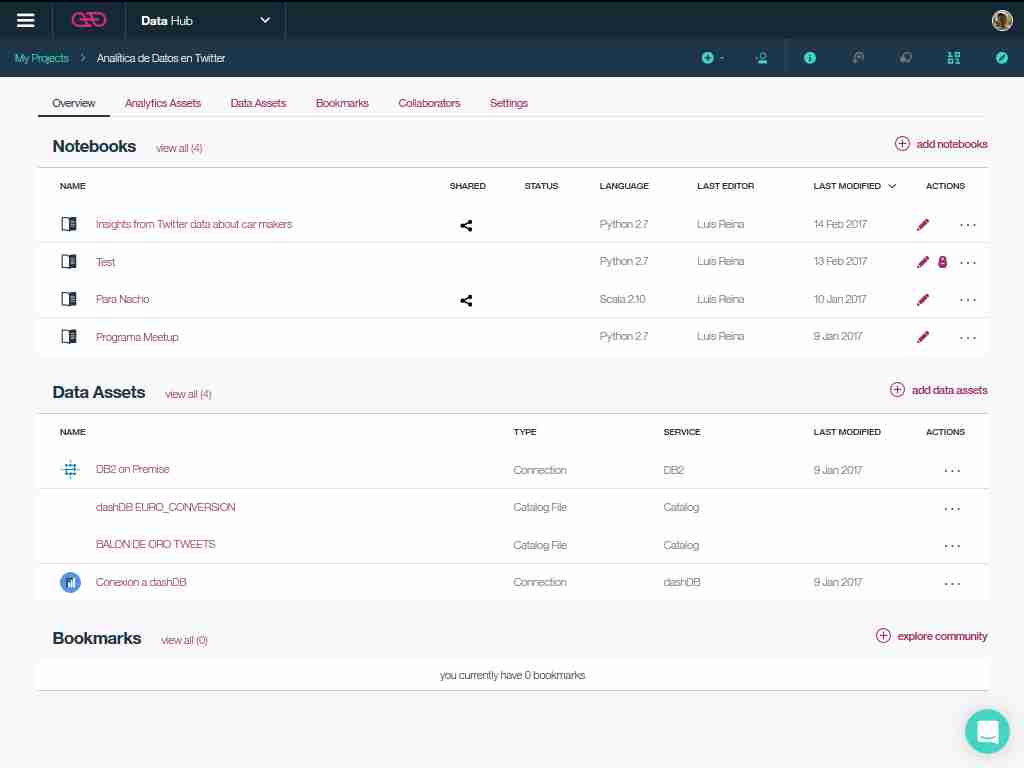 Data Hub
My Projects > Analítica de Datos en Twitter
Overview Analytics Assets Data Assets Bookmarks Collaborators Settings
Notebooks view all (4) add notebooks
NAME SHARED STATUS LANGUAGE LAST EDITOR LAST MODIFIED ACTIONS
Insights from Twitter data about car makers Python 2.7 Luis Reina 14 Feb 2017
Test Python 2.7 Luis Reina 13 Feb 2017
Para Nacho Scala 2.10 Luis Reina 10 Jan 2017
Programa Meetup Python 2.7 Luis Reina 9 Jan 2017
Data Assets view all (4) add data assets
NAME TYPE SERVICE LAST MODIFIED ACTIONS
DB2 on Premise Connection DB2 9 Jan 2017
dashDB EURO_CONVERSION Catalog File Catalog
BALON DE ORO TWEETS Catalog File Catalog
Conexion a dashDB Connection dashDB 9 Jan 2017
Bookmarks view all (0) explore community
you currently have 0 bookmarks